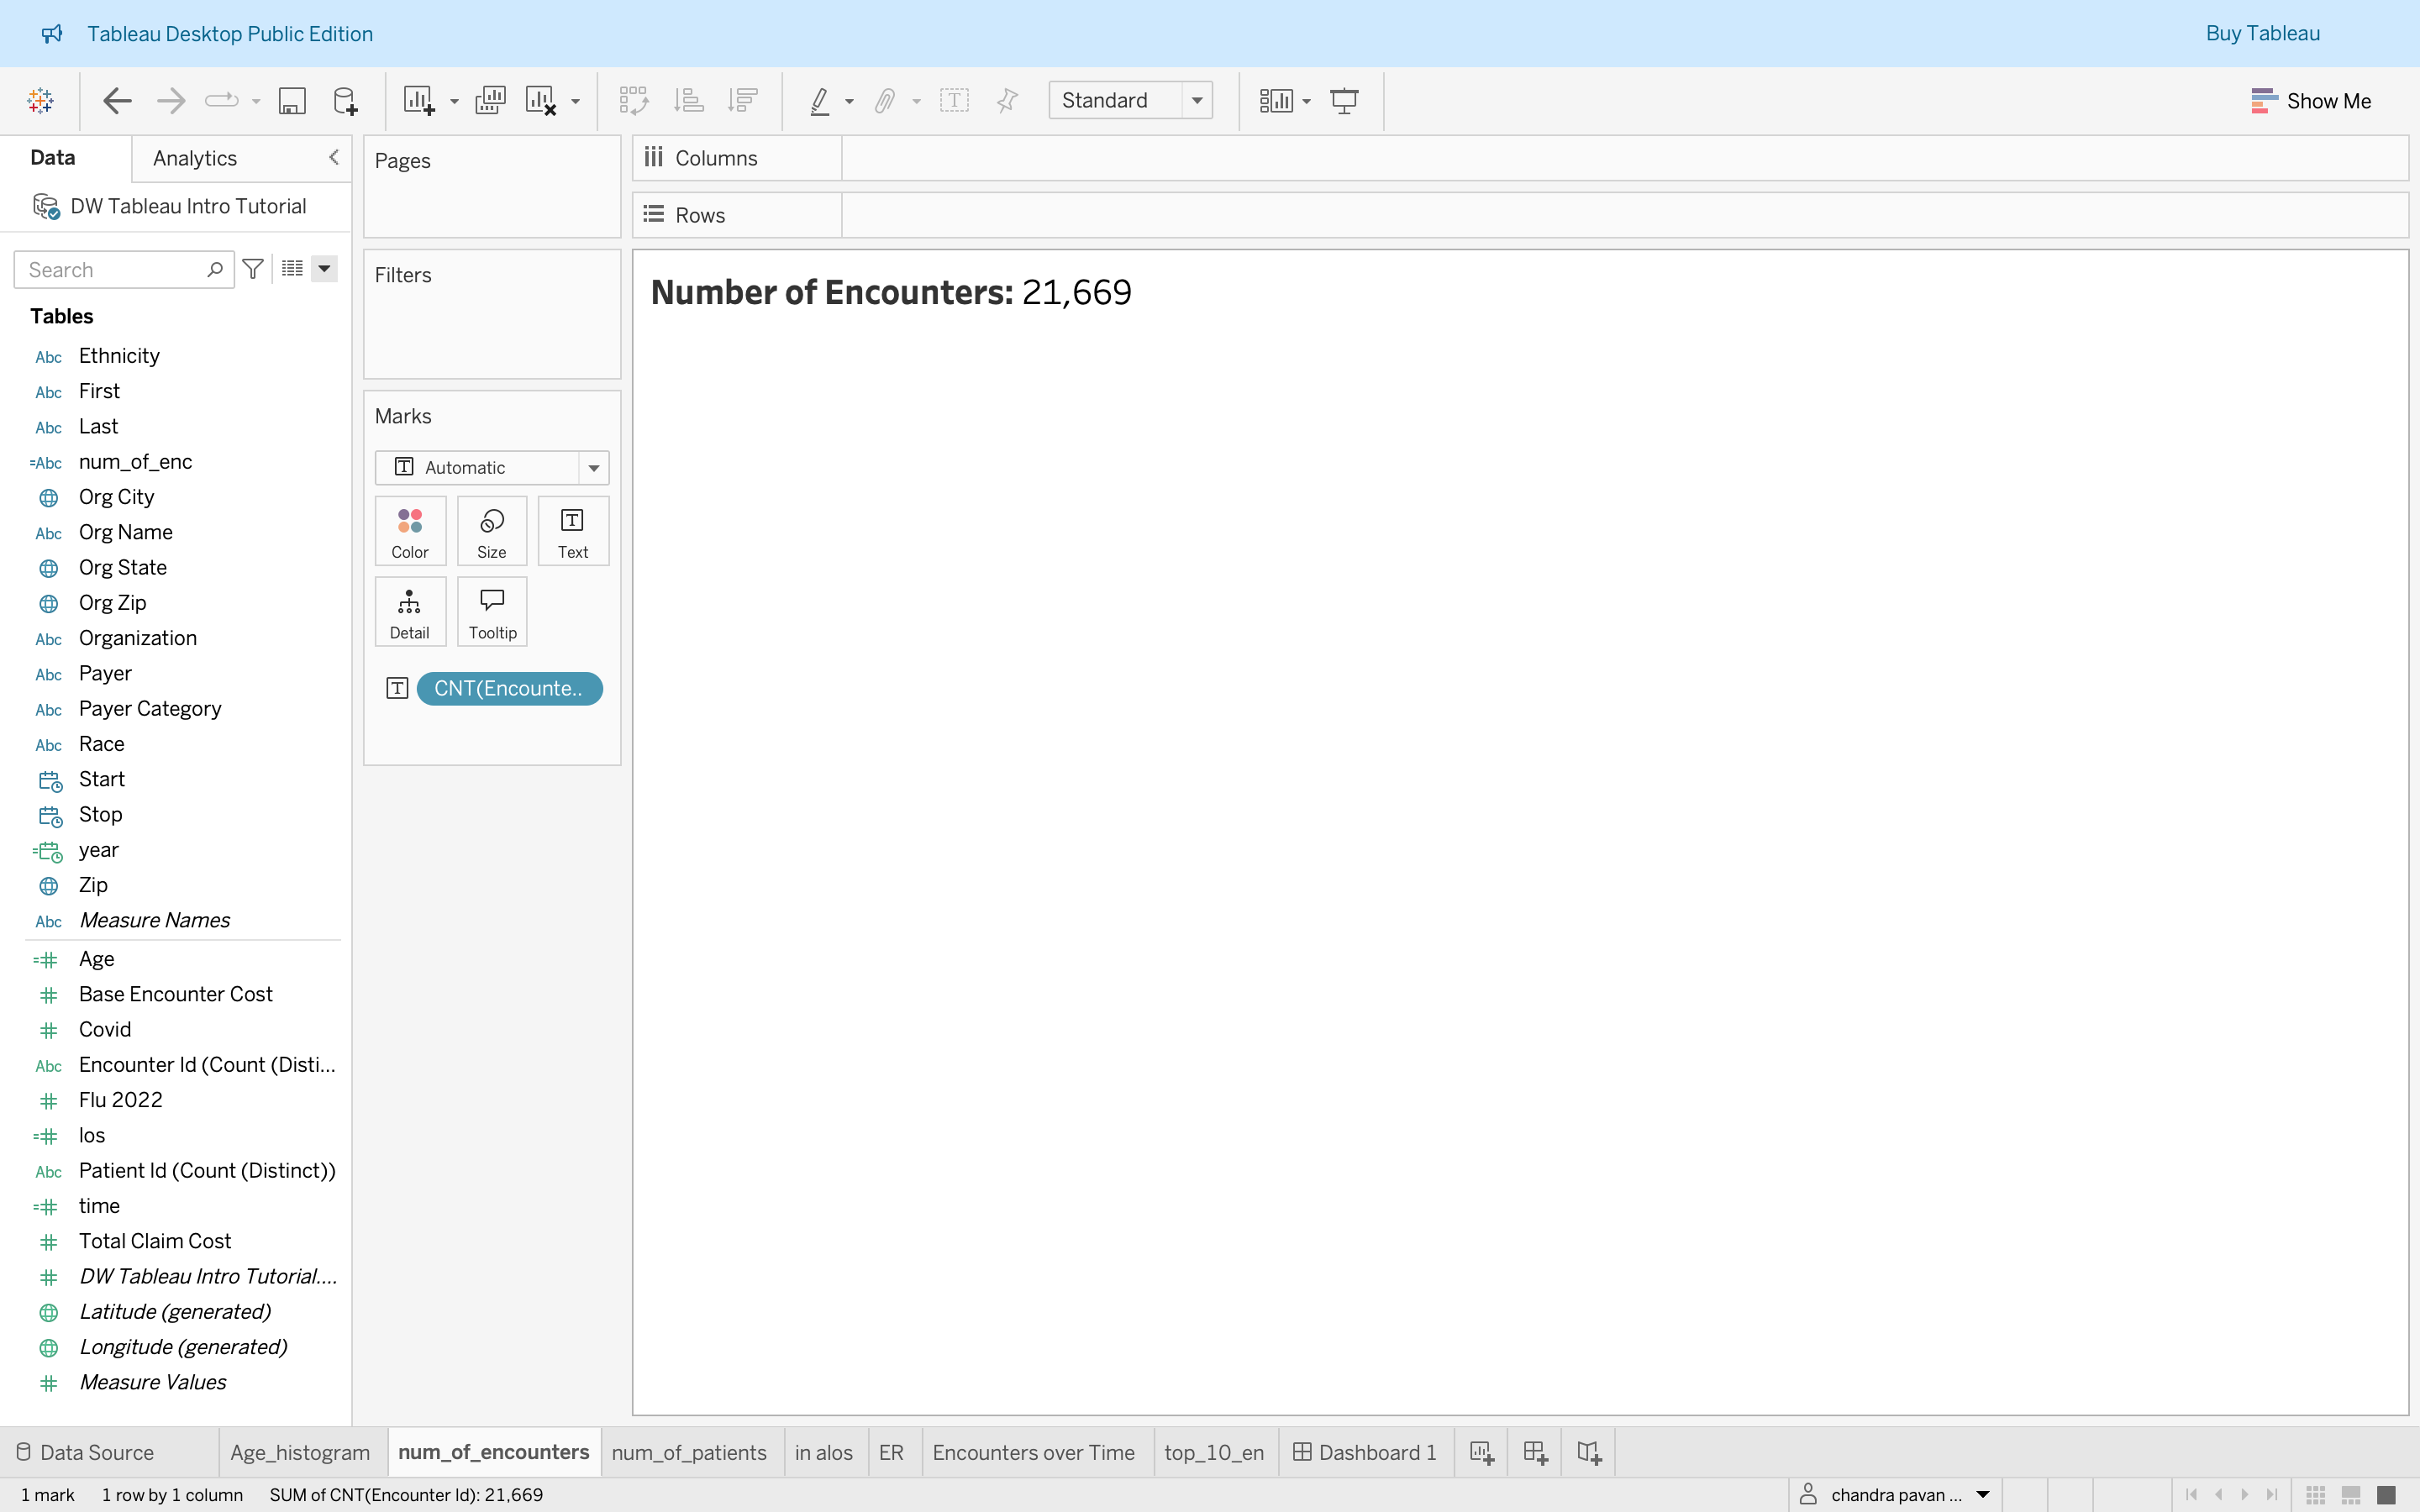 Tableau Desktop Public Edition
Buy Tableau
Standard
Show Me
Data
Analytics
DW Tableau Intro Tutorial
Search
Tables
Abc Ethnicity
Abc First
Abc Last
=Abc num_of_enc
Org City
Abc Org Name
Org State
Org Zip
Abc Organization
Abc Payer
Abc Payer Category
Abc Race
Start
Stop
year
Zip
Abc Measure Names
=# Age
# Base Encounter Cost
# Covid
Abc Encounter Id (Count (Disti...
# Flu 2022
=# los
Abc Patient Id (Count (Distinct))
=# time
# Total Claim Cost
# DW Tableau Intro Tutorial....
Latitude (generated)
Longitude (generated)
# Measure Values
Pages
Filters
Marks
T Automatic
Color
Size
T Text
Detail
Tooltip
T CNT(Encounte..
Columns
Rows
Number of Encounters: 21,669
Data Source
Age_histogram
num_of_encounters
num_of_patients
in alos
ER
Encounters over Time
top_10_en
Dashboard 1
1 mark
1 row by 1 column
SUM of CNT(Encounter Id): 21,669
chandra pavan ...